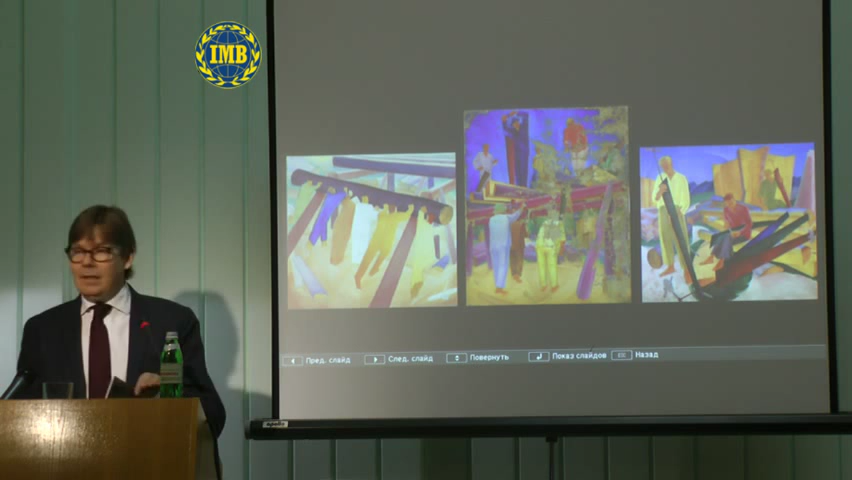 IMB
Пред. слайд
След. слайд
Повернуть
Показ слайдов
Назад